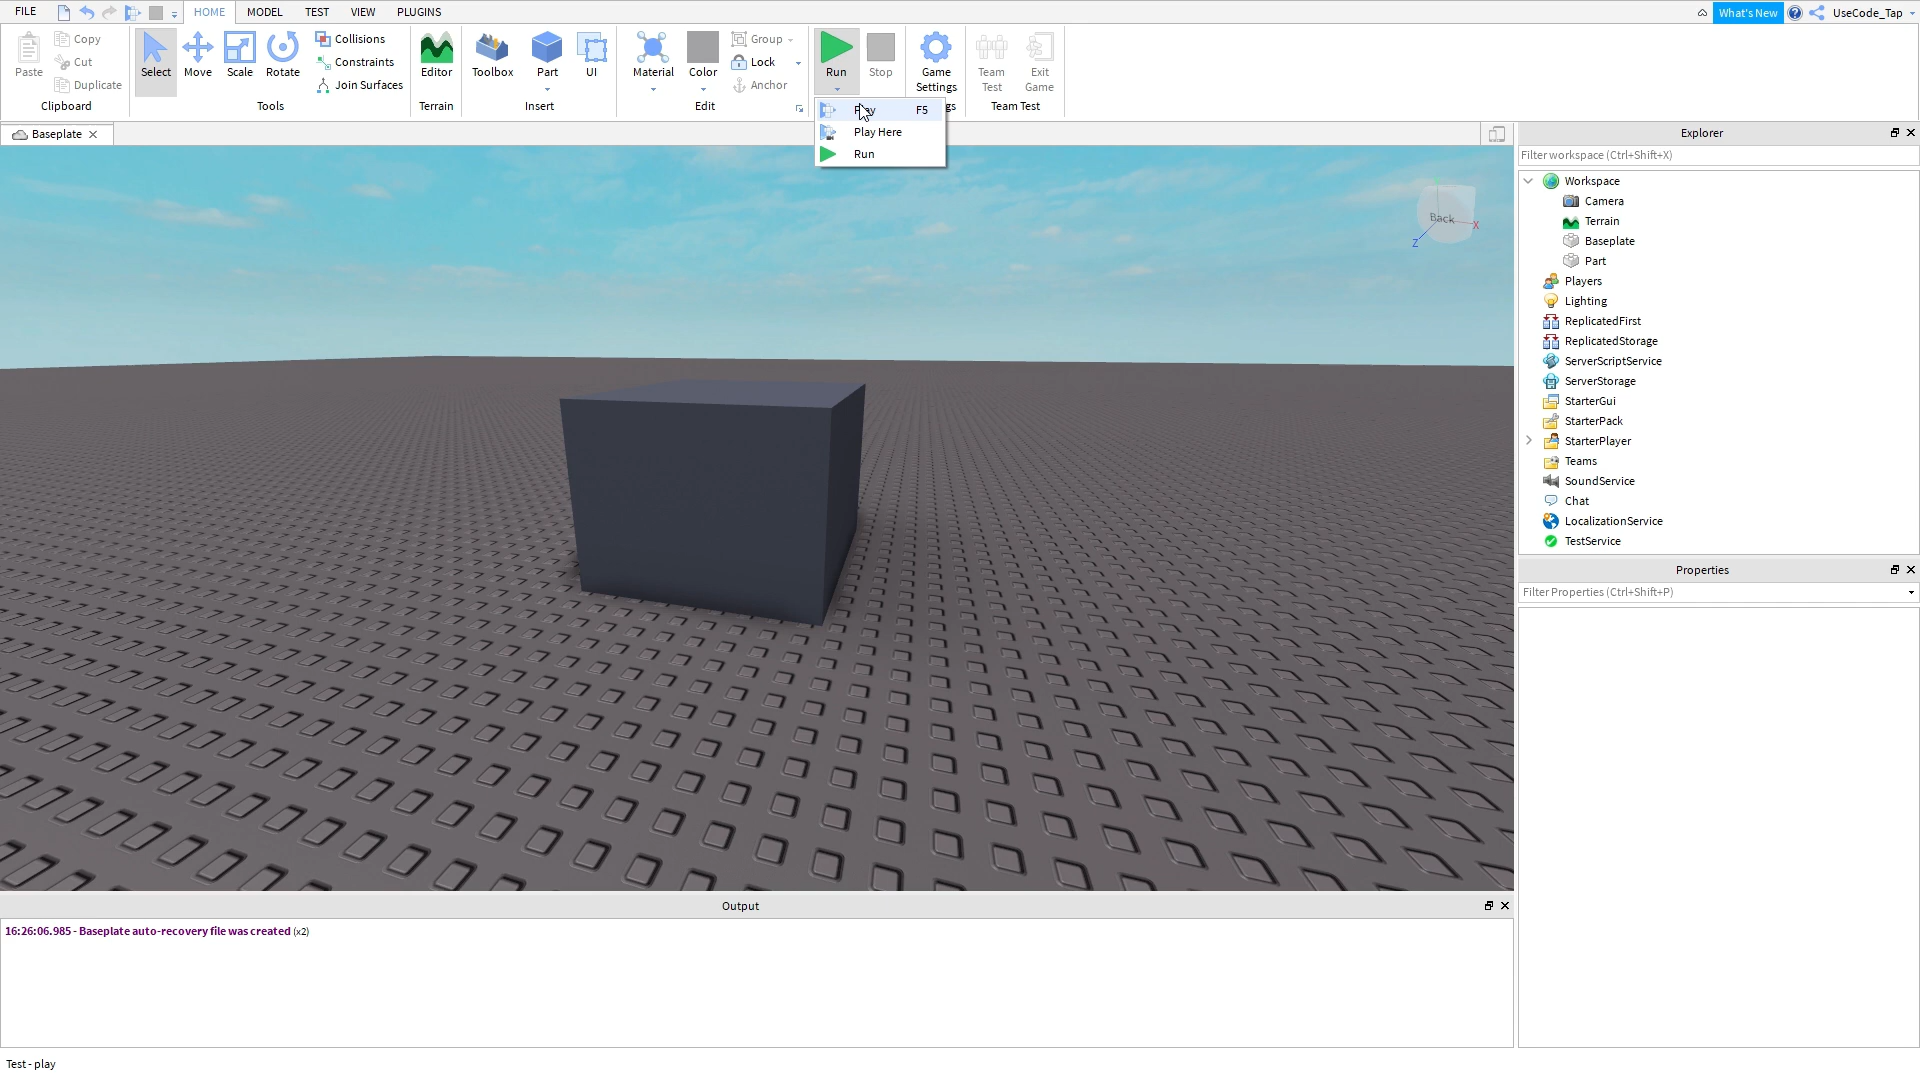 FILE
HOME
MODEL
TEST
VIEW
PLUGINS
What's New
UseCode_Tap
Paste
Copy
Cut
Duplicate
Clipboard
Select
Move
Scale
Rotate
Collisions
Constraints
Join Surfaces
Tools
Editor
Terrain
Toolbox
Part
UI
Insert
Material
Color
Group
Lock
Anchor
Edit
Run
Stop
Game
Settings
gs
Team
Test
Exit
Game
Team Test
Play F5
Play Here
Run
Baseplate
Back
X
Z
Explorer
Filter workspace (Ctrl+Shift+X)
Workspace
Camera
Terrain
Baseplate
Part
Players
Lighting
ReplicatedFirst
ReplicatedStorage
ServerScriptService
ServerStorage
StarterGui
StarterPack
StarterPlayer
Teams
SoundService
Chat
LocalizationService
TestService
Properties
Filter Properties (Ctrl+Shift+P)
Output
16:26:06.985 - Baseplate auto-recovery file was created (x2)
Test - play